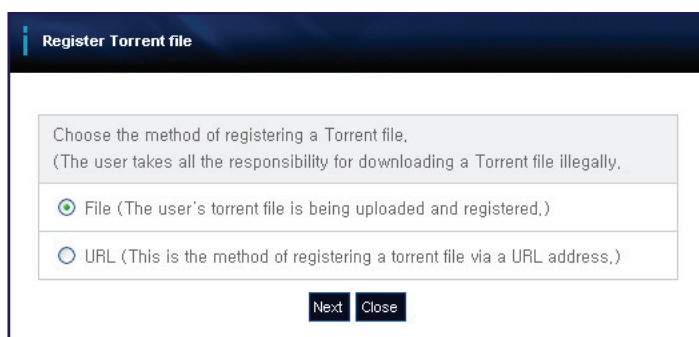 Register Torrent file
Choose the method of registering a Torrent file,
(The user takes all the responsibility for downloading a Torrent file illegally,
File (The user's torrent file is being uploaded and registered,)
URL (This is the method of registering a torrent file via a URL address,)
Next Close